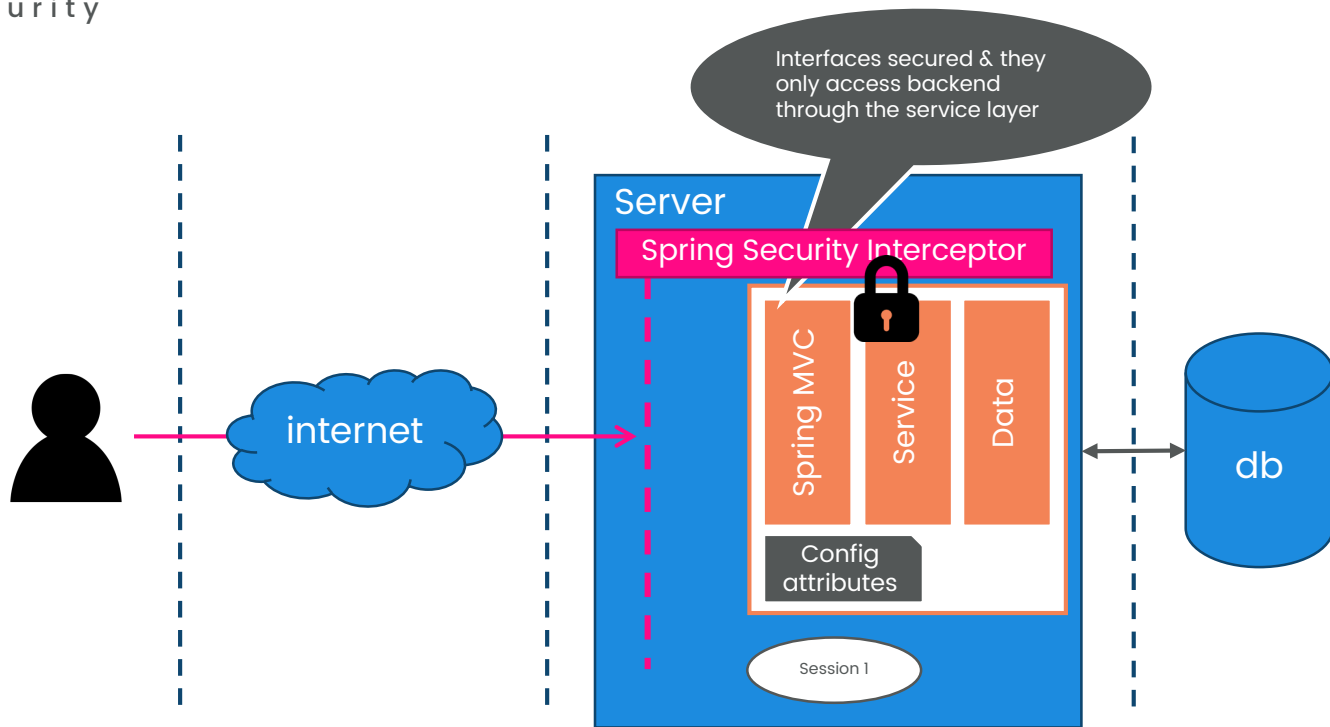 urity
Interfaces secured & they
only access backend
through the service layer
Server
Spring Security Interceptor
internet
Spring MVC
Service
Data
db
Config
attributes
Session 1